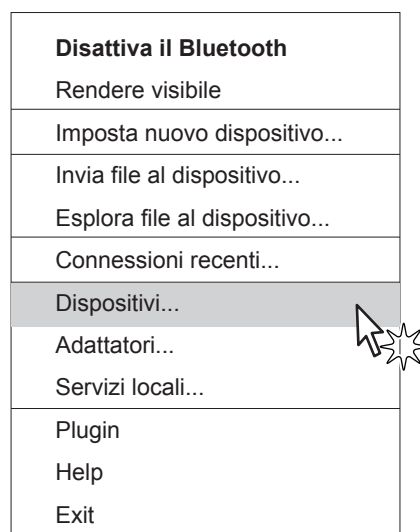 Disattiva il Bluetooth
Rendere visibile
Imposta nuovo dispositivo...
Invia file al dispositivo...
Esplora file al dispositivo...
Connessioni recenti...
Dispositivi...
Adattatori...
Servizi locali...
Plugin
Help
Exit